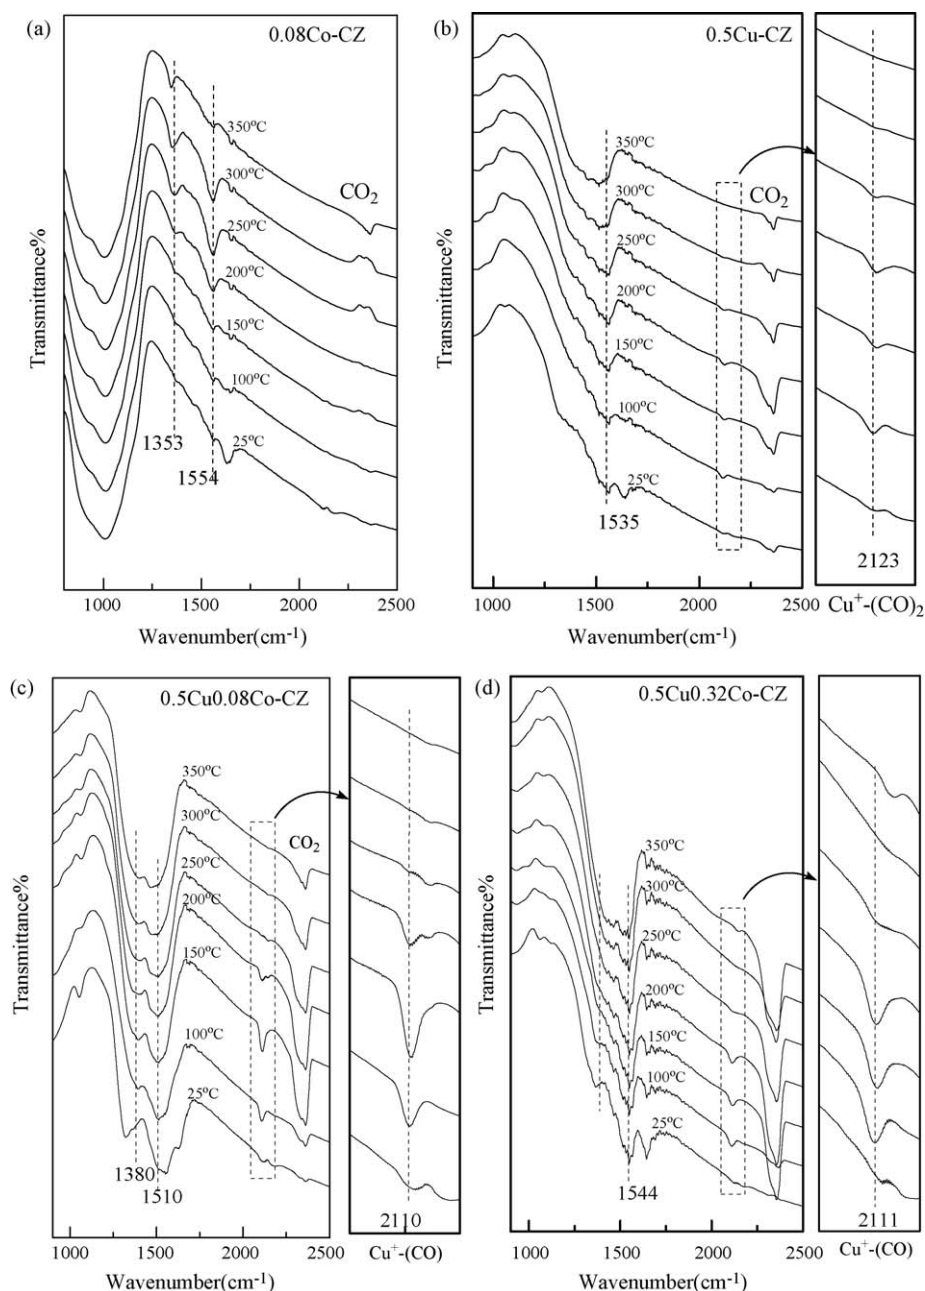 (a)
0.08Co-CZ
350°C
300°C
CO₂
250°C
200°C
150°C
100°C
25°C
1353
1554
Transmittance%
1000
1500
2000
2500
Wavenumber(cm⁻¹)
(b)
0.5Cu-CZ
350°C
300°C
CO₂
250°C
200°C
150°C
100°C
25°C
1535
Transmittance%
1000
1500
2000
2500
Wavenumber(cm⁻¹)
2123
Cu⁺-(CO)₂
(c)
0.5Cu0.08Co-CZ
350°C
300°C
CO₂
250°C
200°C
150°C
100°C
25°C
1380
1510
Transmittance%
1000
1500
2000
2500
Wavenumber(cm⁻¹)
2110
Cu⁺-(CO)
(d)
0.5Cu0.32Co-CZ
350°C
300°C
250°C
200°C
150°C
100°C
25°C
1544
Transmittance%
1000
1500
2000
2500
Wavenumber(cm⁻¹)
2111
Cu⁺-(CO)